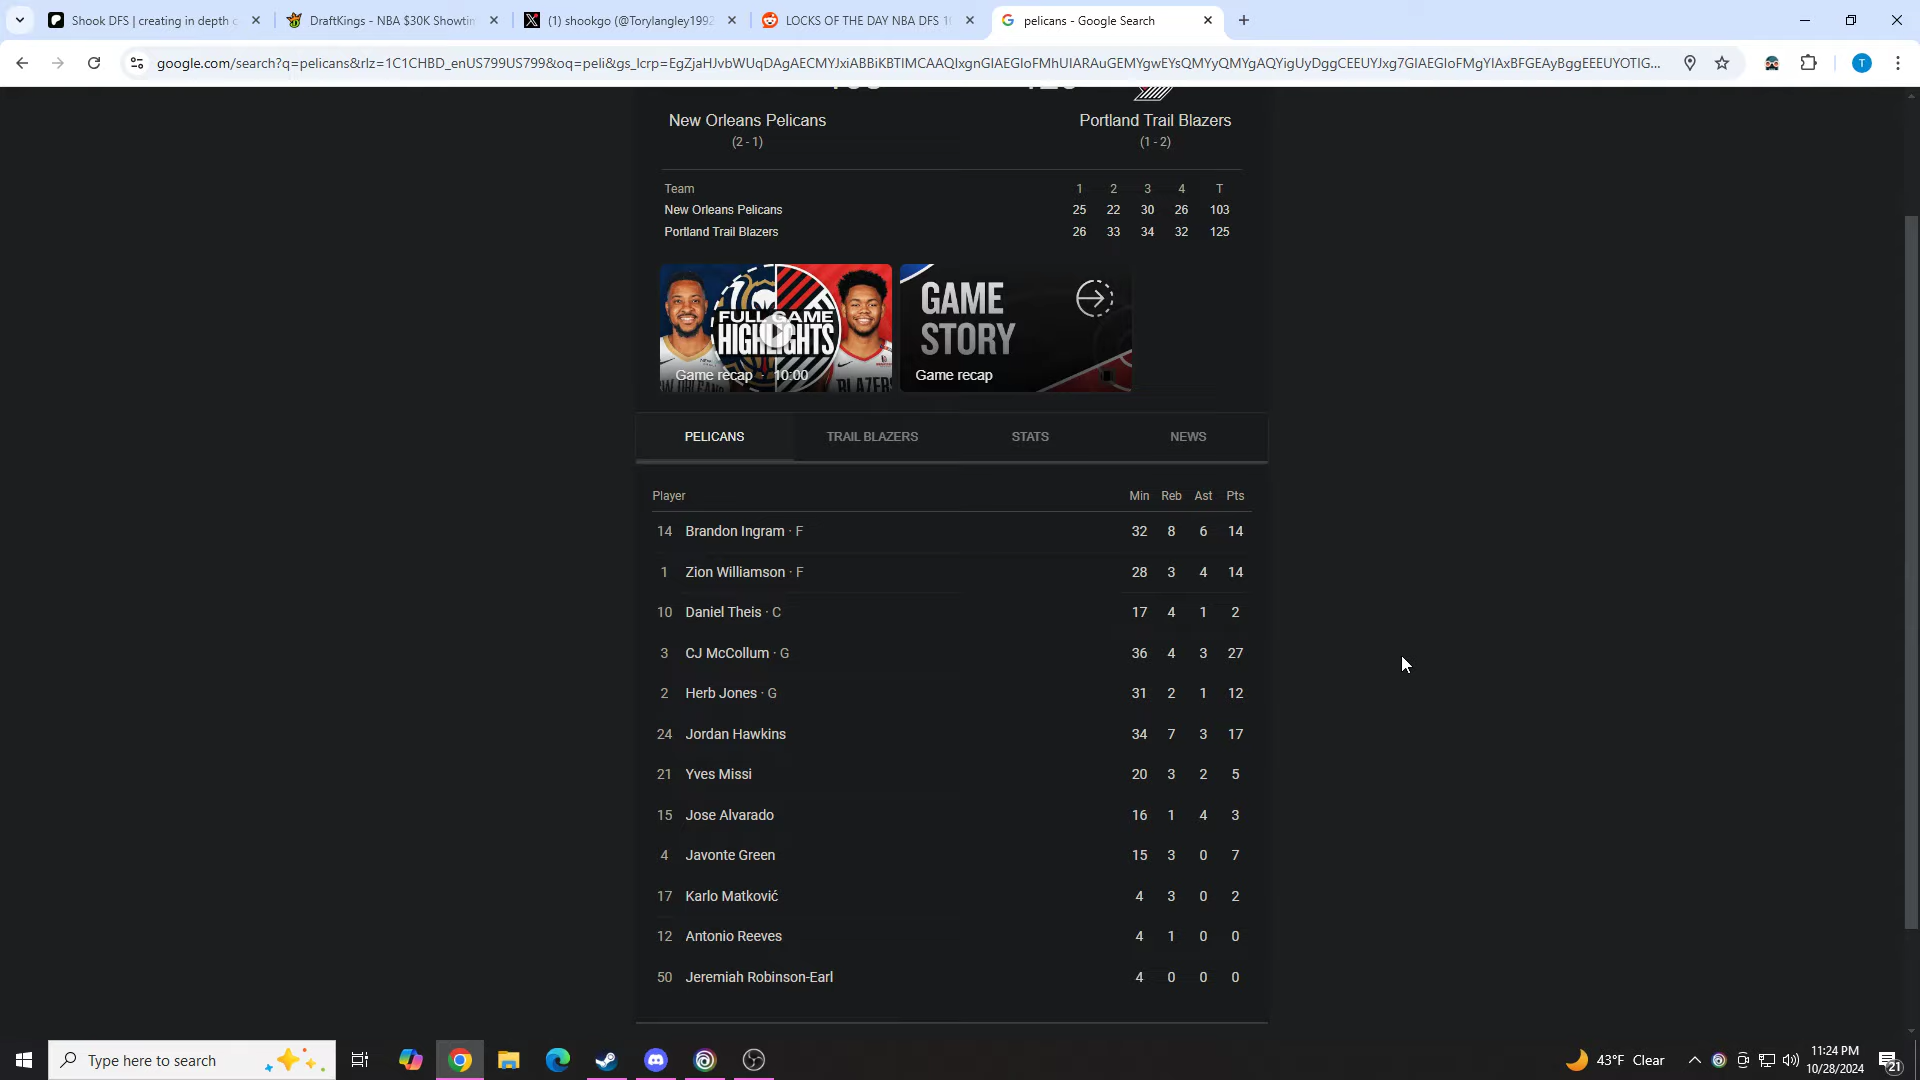 Shook DFS | creating in depth
DraftKings - NBA $30K Showtin
(1) shookgo (@Torylangley1992
LOCKS OF THE DAY NBA DFS 1
pelicans - Google Search
google.com/search?q=pelicans&rlz=1C1CHBD_enUS799US799&oq=peli&gs_lcrp=EgZjaHJvbWUqDAgAECMYJxiABBiKBTIMCAAQIxgnGIAEGIoFMhUIARAuGEMYgwEYsQMYyQMYgAQYigUyDggCEEUYJxg7GIAEGIoFMgYIAxBFGEAyBggEEEUYOTIG...
T
New Orleans Pelicans
(2 - 1)
Portland Trail Blazers
(1 - 2)
Team 1 2 3 4 T
New Orleans Pelicans 25 22 30 26 103
Portland Trail Blazers 26 33 34 32 125
FULL GAME
HIGHLIGHTS
Game recap · 10:00
GAME
STORY
Game recap
PELICANS TRAIL BLAZERS STATS NEWS
Player Min Reb Ast Pts
14 Brandon Ingram · F 32 8 6 14
1 Zion Williamson · F 28 3 4 14
10 Daniel Theis · C 17 4 1 2
3 CJ McCollum · G 36 4 3 27
2 Herb Jones · G 31 2 1 12
24 Jordan Hawkins 34 7 3 17
21 Yves Missi 20 3 2 5
15 Jose Alvarado 16 1 4 3
4 Javonte Green 15 3 0 7
17 Karlo Matković 4 3 0 2
12 Antonio Reeves 4 1 0 0
50 Jeremiah Robinson-Earl 4 0 0 0
Type here to search
43°F Clear
11:24 PM
10/28/2024
21